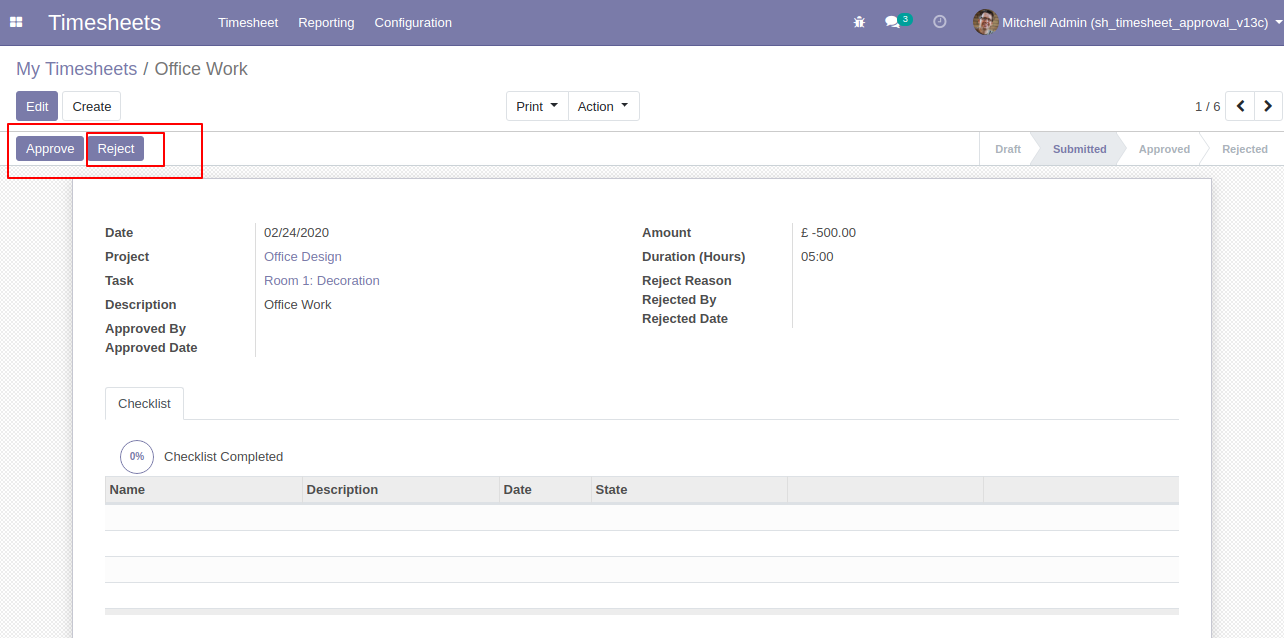 Timesheets Timesheet Reporting Configuration 3 Mitchell Admin (sh_timesheet_approval_v13c)
My Timesheets / Office Work
Edit Create Print Action 1 / 6
Approve Reject Draft Submitted Approved Rejected
Date 02/24/2020 Amount £ -500.00
Project Office Design Duration (Hours) 05:00
Task Room 1: Decoration Reject Reason
Description Office Work Rejected By
Approved By Rejected Date
Approved Date
Checklist
0% Checklist Completed
Name Description Date State